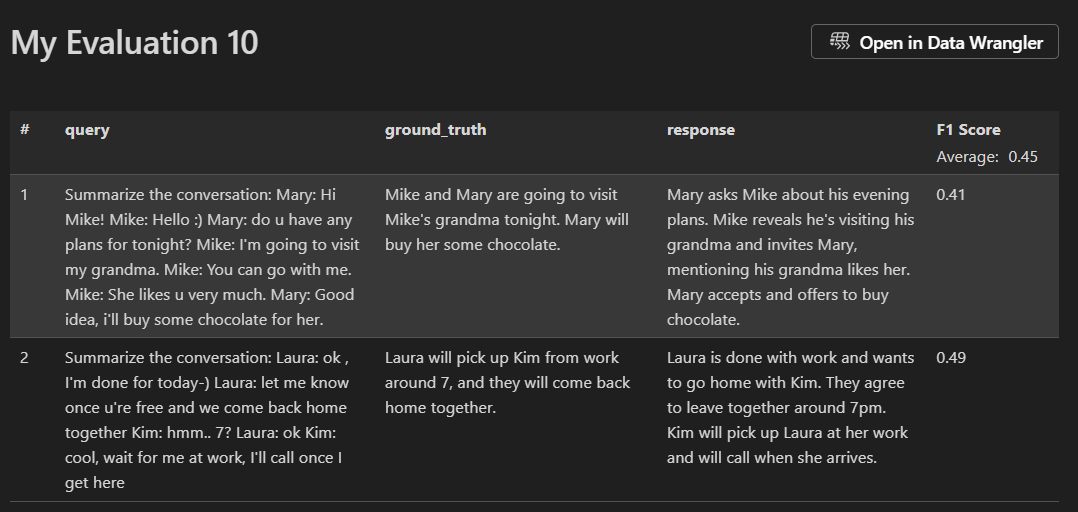 My Evaluation 10
Open in Data Wrangler
# query ground_truth response F1 Score
Average: 0.45
1
Summarize the conversation: Mary: Hi
Mike! Mike: Hello :) Mary: do u have any
plans for tonight? Mike: I'm going to visit
my grandma. Mike: You can go with me.
Mike: She likes u very much. Mary: Good
idea, i'll buy some chocolate for her.
Mike and Mary are going to visit
Mike's grandma tonight. Mary will
buy her some chocolate.
Mary asks Mike about his evening
plans. Mike reveals he's visiting his
grandma and invites Mary,
mentioning his grandma likes her.
Mary accepts and offers to buy
chocolate.
0.41
2
Summarize the conversation: Laura: ok ,
I'm done for today-) Laura: let me know
once u're free and we come back home
together Kim: hmm.. 7? Laura: ok Kim:
cool, wait for me at work, I'll call once I
get here
Laura will pick up Kim from work
around 7, and they will come back
home together.
Laura is done with work and wants
to go home with Kim. They agree
to leave together around 7pm.
Kim will pick up Laura at her work
and will call when she arrives.
0.49